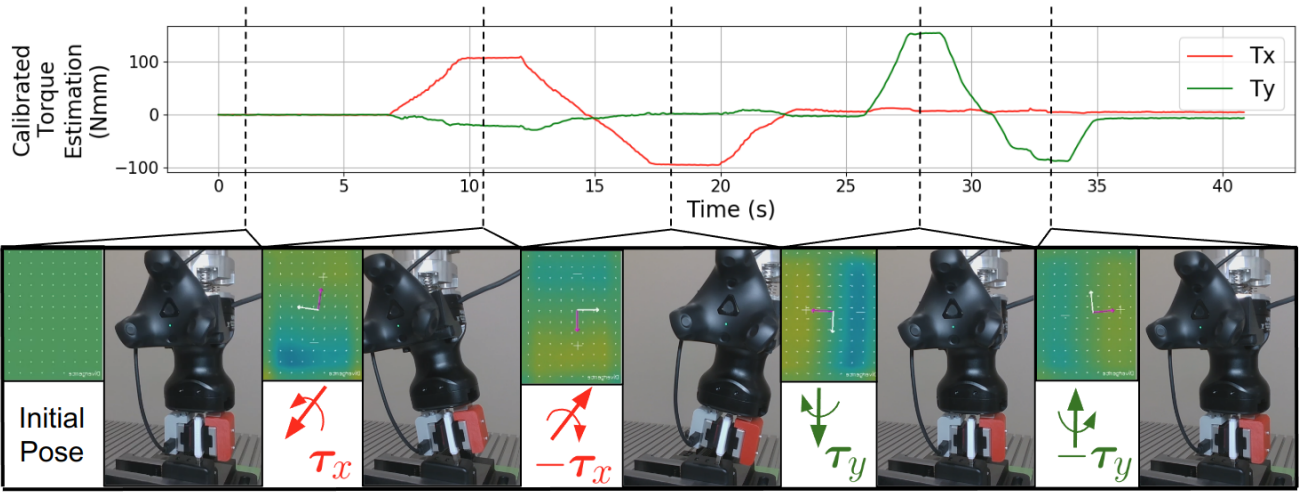 Calibrated
Torque
Estimation
(Nmm)
100
0
−100
Tx
Ty
0 5 10 15 20 25 30 35 40
Time (s)
Initial
Pose
τx
−τx
τy
−τy